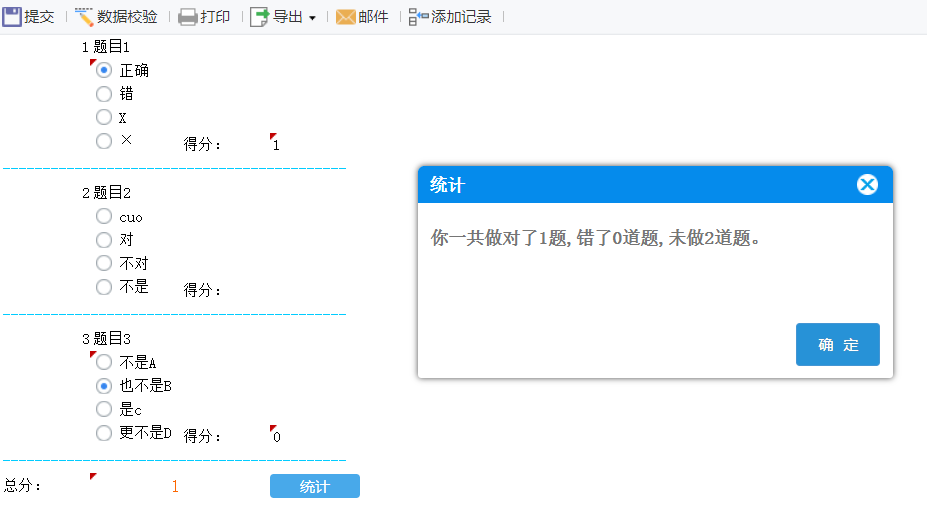 提交 数据校验 打印 导出 邮件 添加记录
1 题目1
正确
错
X
×
得分： 1
2 题目2
cuo
对
不对
不是
得分：
3 题目3
不是A
也不是B
是c
更不是D
得分： 0
总分： 1 统计
统计
你一共做对了1题,错了0道题,未做2道题。
确 定